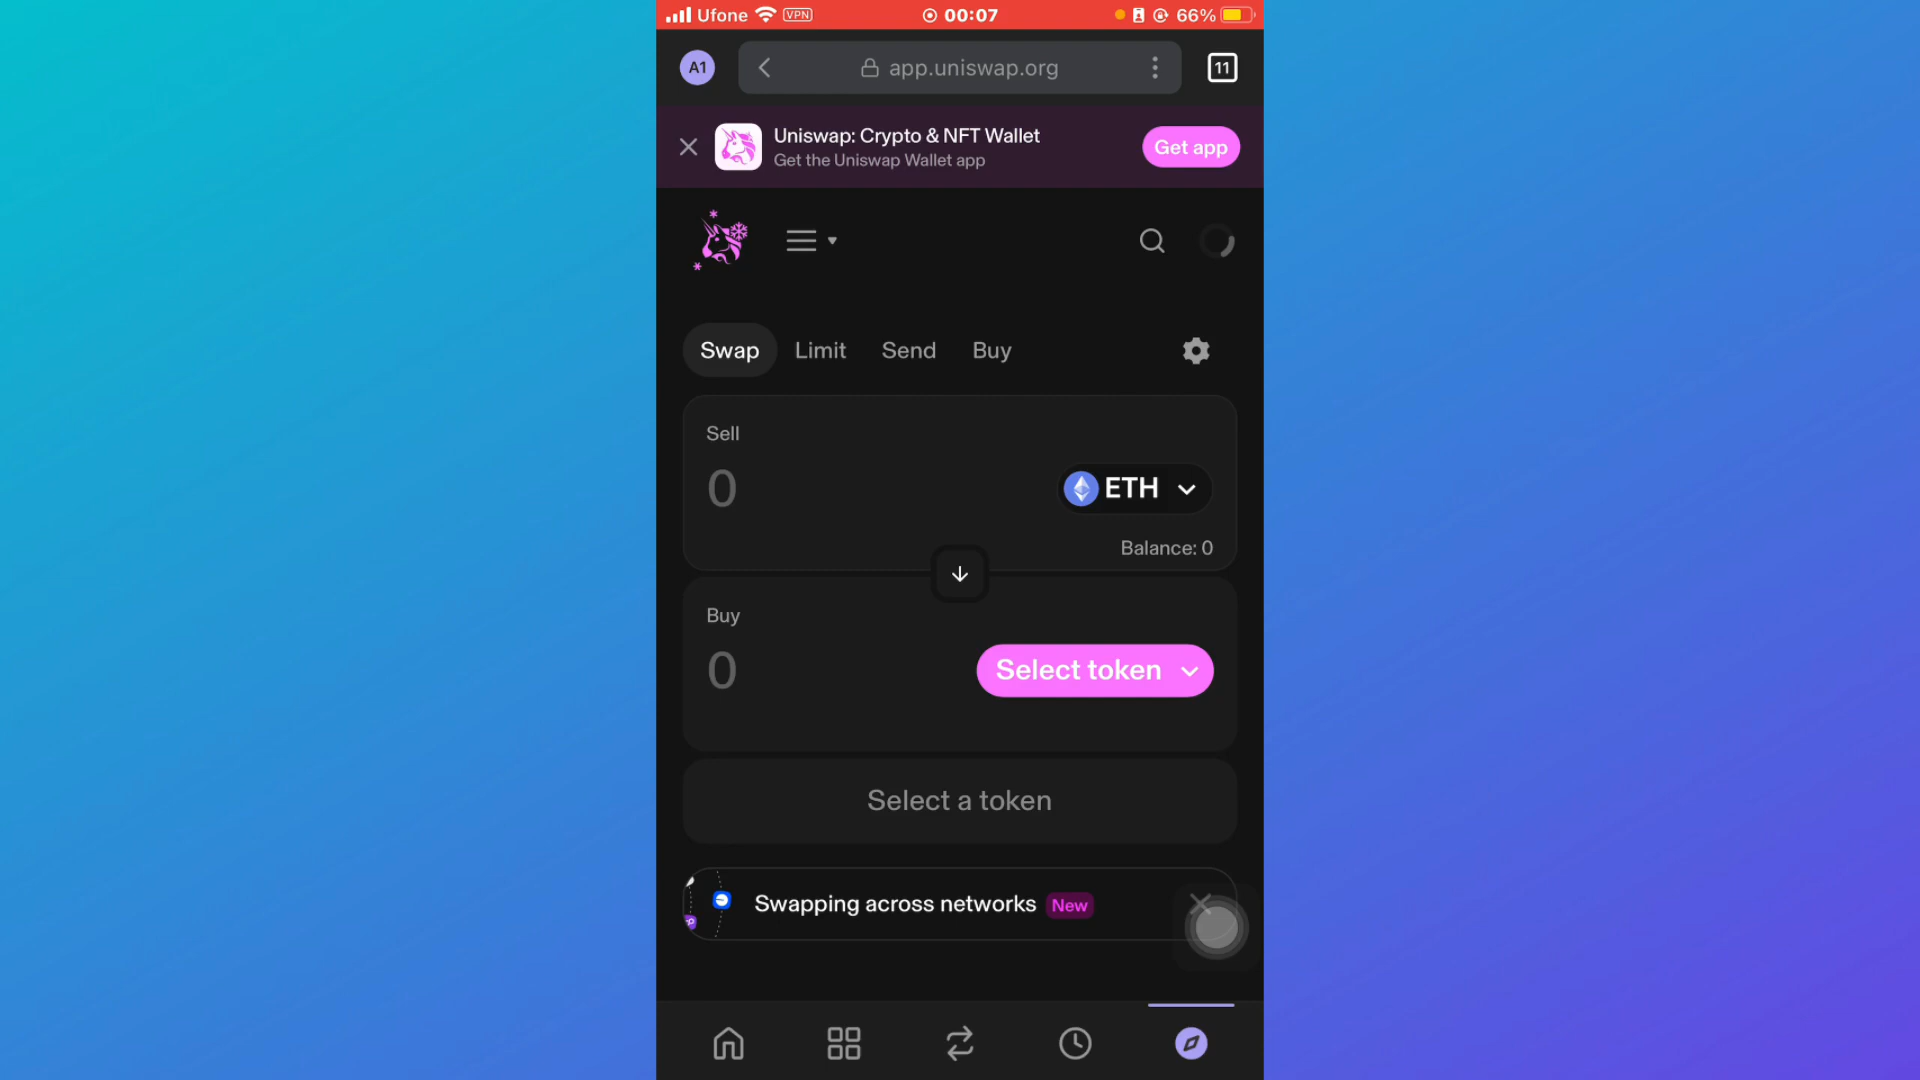 Ufone VPN 00:07 66%
A1 app.uniswap.org 11
Uniswap: Crypto & NFT Wallet
Get the Uniswap Wallet app
Get app
Swap Limit Send Buy
Sell
0 ETH
Balance: 0
Buy
0 Select token
Select a token
Swapping across networks New